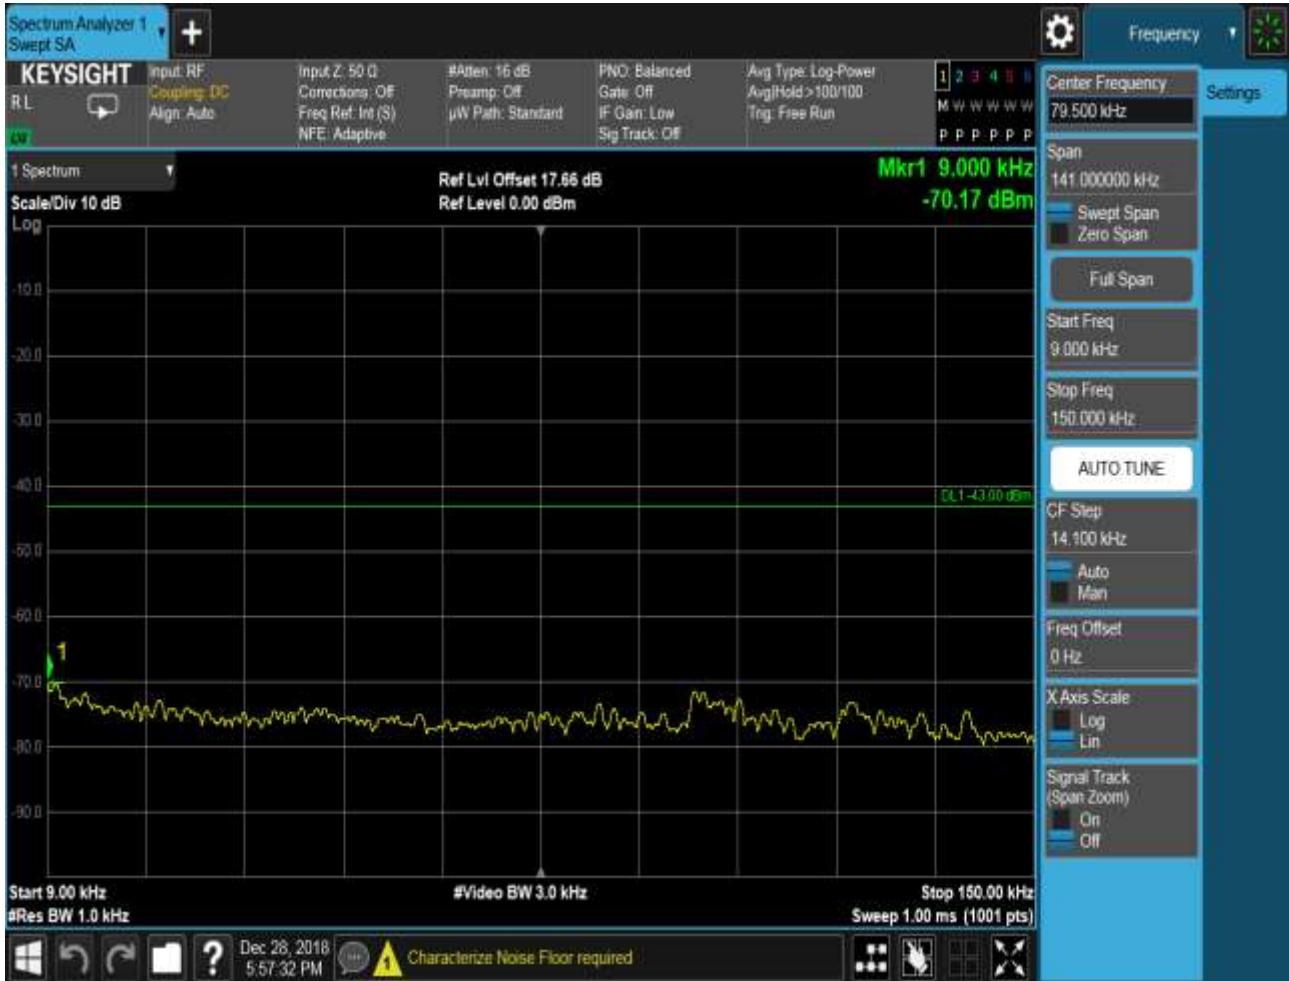 Spectrum Analyzer 1
Swept SA
+
Frequency
KEYSIGHT
R L
LXI
Input: RF
Coupling: DC
Align: Auto
Input Z: 50 Ω
Corrections: Off
Freq Ref: Int (S)
NFE: Adaptive
#Atten: 16 dB
Preamp: Off
µW Path: Standard
PNO: Balanced
Gate: Off
IF Gain: Low
Sig Track: Off
Avg Type: Log-Power
Avg|Hold:>100/100
Trig: Free Run
1 2 3 4 5 6
M W W W W W
P P P P P P
1 Spectrum
Scale/Div 10 dB
Log
Ref Lvl Offset 17.66 dB
Ref Level 0.00 dBm
Mkr1 9.000 kHz
-70.17 dBm
-10.0
-20.0
-30.0
-40.0
DL1 -43.00 dBm
-50.0
-60.0
1
-70.0
-80.0
-90.0
Start 9.00 kHz
#Res BW 1.0 kHz
#Video BW 3.0 kHz
Stop 150.00 kHz
Sweep 1.00 ms (1001 pts)
Center Frequency
79.500 kHz
Settings
Span
141.000000 kHz
Swept Span
Zero Span
Full Span
Start Freq
9.000 kHz
Stop Freq
150.000 kHz
AUTO TUNE
CF Step
14.100 kHz
Auto
Man
Freq Offset
0 Hz
X Axis Scale
Log
Lin
Signal Track
(Span Zoom)
On
Off
?
Dec 28, 2018
5:57:32 PM
1
Characterize Noise Floor required